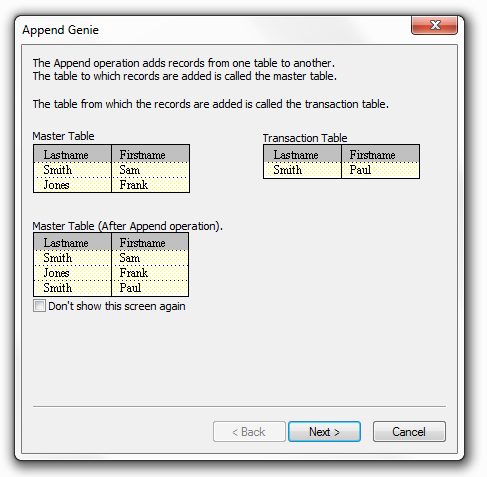 Append Genie
The Append operation adds records from one table to another.
The table to which records are added is called the master table.
The table from which the records are added is called the transaction table.
Master Table
Lastname Firstname
Smith Sam
Jones Frank
Transaction Table
Lastname Firstname
Smith Paul
Master Table (After Append operation).
Lastname Firstname
Smith Sam
Jones Frank
Smith Paul
Don't show this screen again
< Back Next > Cancel